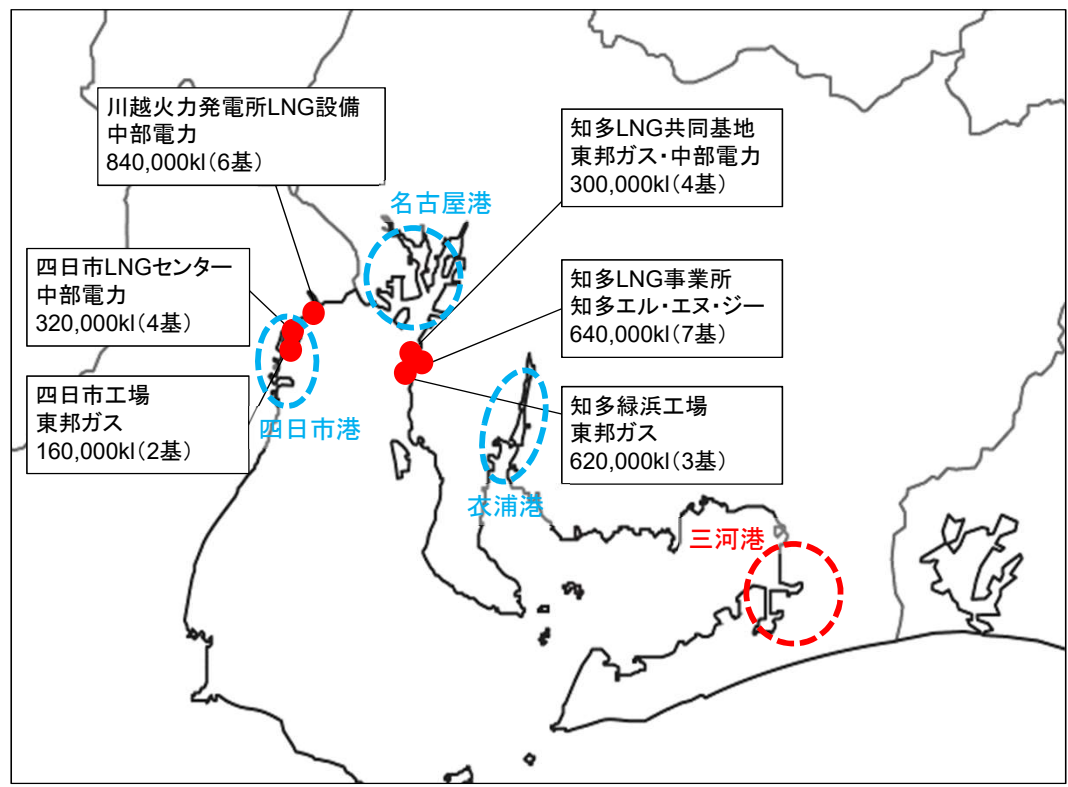 川越火力発電所LNG設備
中部電力
840,000kl(6基)
知多LNG共同基地
東邦ガス・中部電力
300,000kl(4基)
名古屋港
四日市LNGセンター
中部電力
320,000kl(4基)
知多LNG事業所
知多エル・エヌ・ジー
640,000kl(7基)
四日市工場
東邦ガス
160,000kl(2基)
四日市港
知多緑浜工場
東邦ガス
620,000kl(3基)
衣浦港
三河港